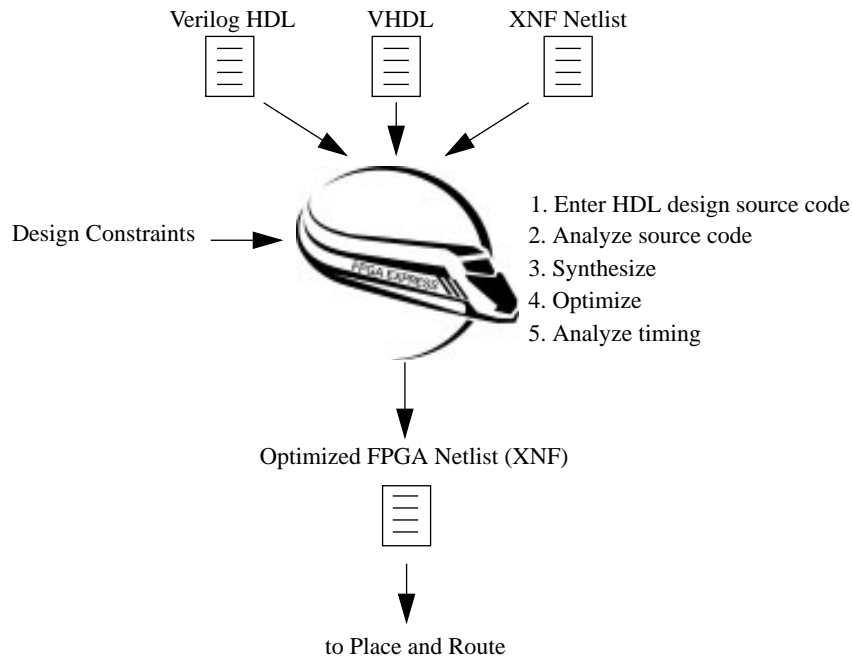 Verilog HDL
VHDL
XNF Netlist
Design Constraints
FPGA EXPRESS
1. Enter HDL design source code
2. Analyze source code
3. Synthesize
4. Optimize
5. Analyze timing
Optimized FPGA Netlist (XNF)
to Place and Route